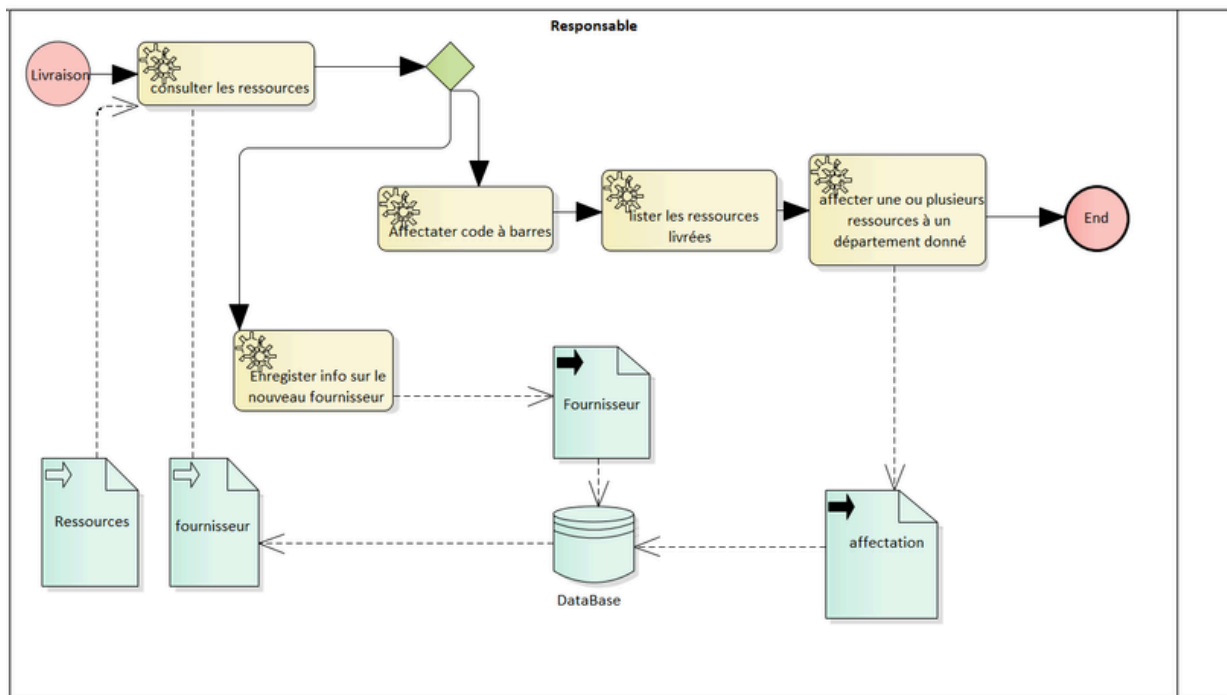 Responsable
Livraison
consulter les ressources
Affectater code à barres
lister les ressources
livrées
affecter une ou plusieurs
ressources à un
département donné
End
Enregister info sur le
nouveau fournisseur
Fournisseur
Ressources
fournisseur
affectation
DataBase